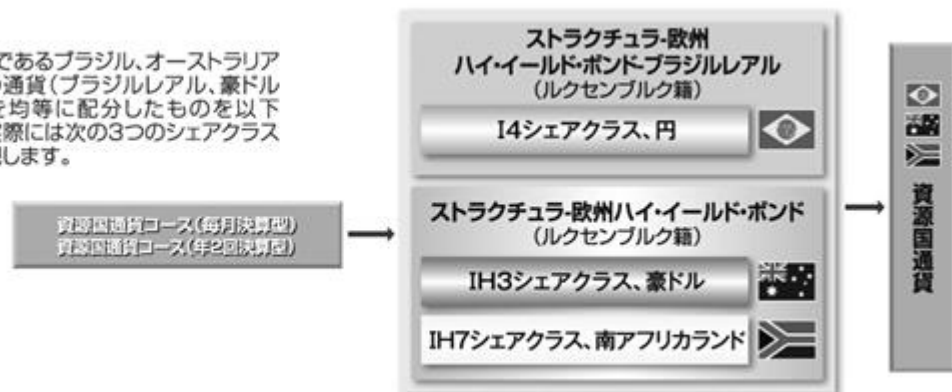 であるブラジル、オーストラリア
通貨（ブラジルレアル、豪ドル
を均等に配分したものを以下
際には次の3つのシェアクラス
します。
資源国通貨コース（毎月決算型）
資源国通貨コース（年2回決算型）
ストラクチュラ-欧州
ハイ・イールド・ボンド-ブラジルレアル
（ルクセンブルク籍）
I4シェアクラス、円
ストラクチュラ-欧州ハイ・イールド・ボンド
（ルクセンブルク籍）
IH3シェアクラス、豪ドル
IH7シェアクラス、南アフリカランド
資源国通貨